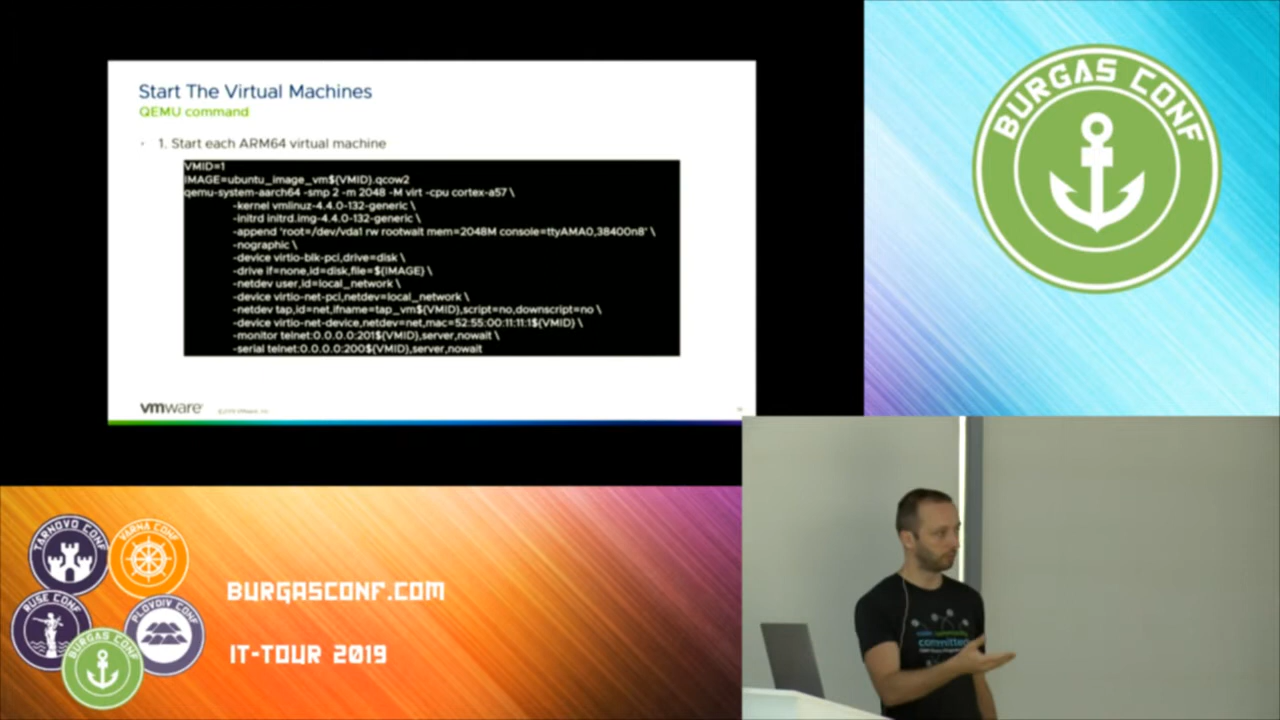 Start The Virtual Machines
QEMU command
1. Start each ARM64 virtual machine
VMID=1
IMAGE=ubuntu_image_vm${VMID}.qcow2
qemu-system-aarch64 -smp 2 -m 2048 -M virt -cpu cortex-a57 \
-kernel vmlinuz-4.4.0-132-generic \
-initrd initrd.img-4.4.0-132-generic \
-append 'root=/dev/vda1 rw rootwait mem=2048M console=ttyAMA0,38400n8' \
-nographic \
-device virtio-blk-pci,drive=disk \
-drive if=none,id=disk,file=${IMAGE} \
-netdev user,id=local_network \
-device virtio-net-pci,netdev=local_network \
-netdev tap,id=net,ifname=tap_vm${VMID},script=no,downscript=no \
-device virtio-net-device,netdev=net,mac=52:55:00:11:11:1${VMID} \
-monitor telnet:0.0.0.0:201${VMID},server,nowait \
-serial telnet:0.0.0.0:200${VMID},server,nowait
vmware
BURGAS CONF
TARNOVO CONF
VARNA CONF
RUSE CONF
PLOVDIV CONF
BURGAS CONF
BURGASCONF.COM
IT-TOUR 2019
committed